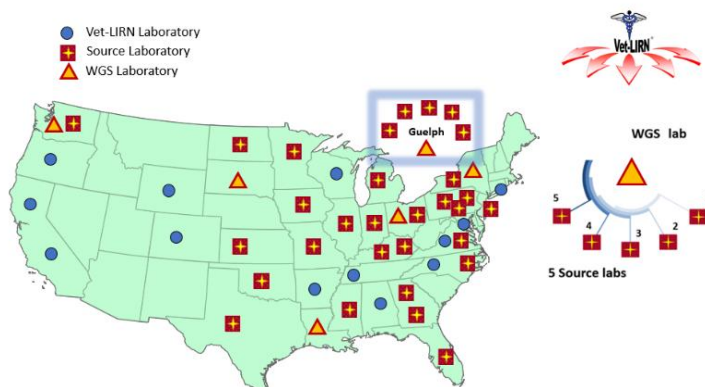 Vet-LIRN Laboratory
Source Laboratory
WGS Laboratory
Vet-LIRN
Guelph
WGS lab
5
4
3
2
5 Source labs